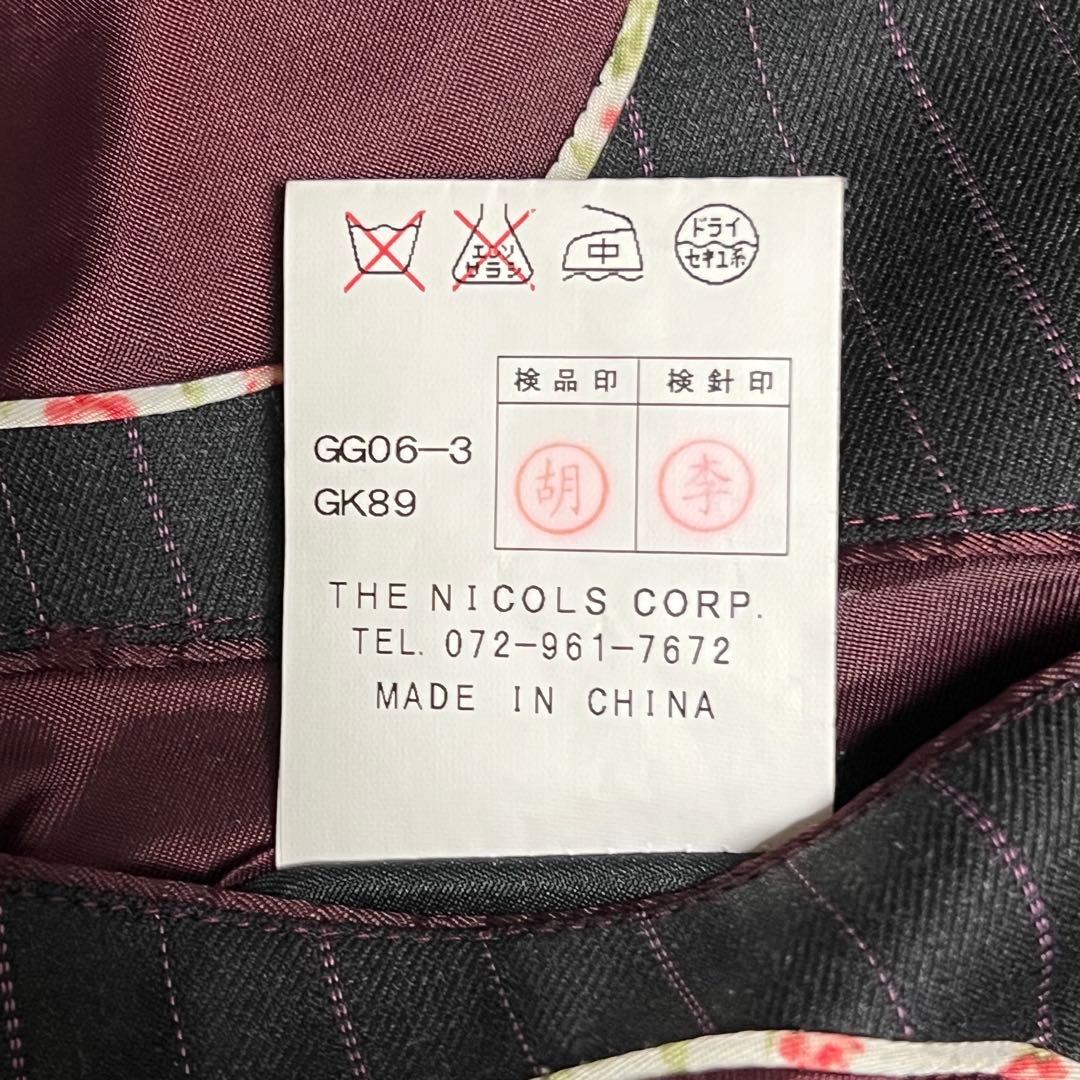 エンソ
サラシ
中
ドライ
セキユ系
検品印 検針印
胡 李
GG06-3
GK89
THE NICOLS CORP.
TEL. 072-961-7672
MADE IN CHINA